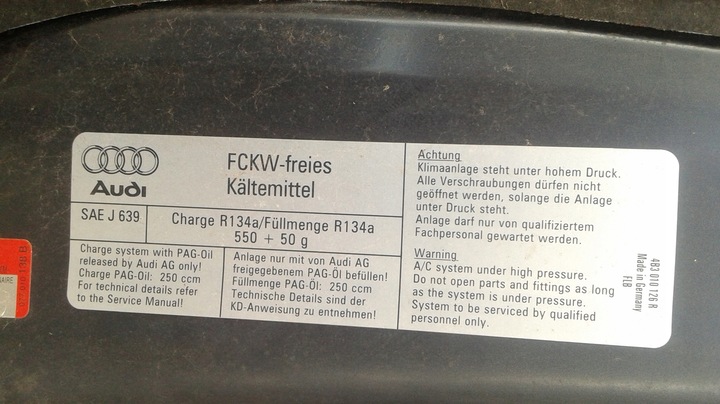 Audi
FCKW-freies
Kältemittel
SAE J 639
Charge R134a/Füllmenge R134a
550 + 50 g
Charge system with PAG-Oil
released by Audi AG only!
Charge PAG-Oil: 250 ccm
For technical details refer
to the Service Manual!
Anlage nur mit von Audi AG
freigegebenem PAG-Öl befüllen!
Füllmenge PAG-Öl: 250 ccm
Technische Details sind der
KD-Anweisung zu entnehmen!
Achtung
Klimaanlage steht unter hohem Druck.
Alle Verschraubungen dürfen nicht
geöffnet werden, solange die Anlage
unter Druck steht.
Anlage darf nur von qualifiziertem
Fachpersonal gewartet werden.
Warning
A/C system under high pressure.
Do not open parts and fittings as long
as the system is under pressure.
System to be serviced by qualified
personnel only.
4B3 010 126 R
Made in Germany
FEB